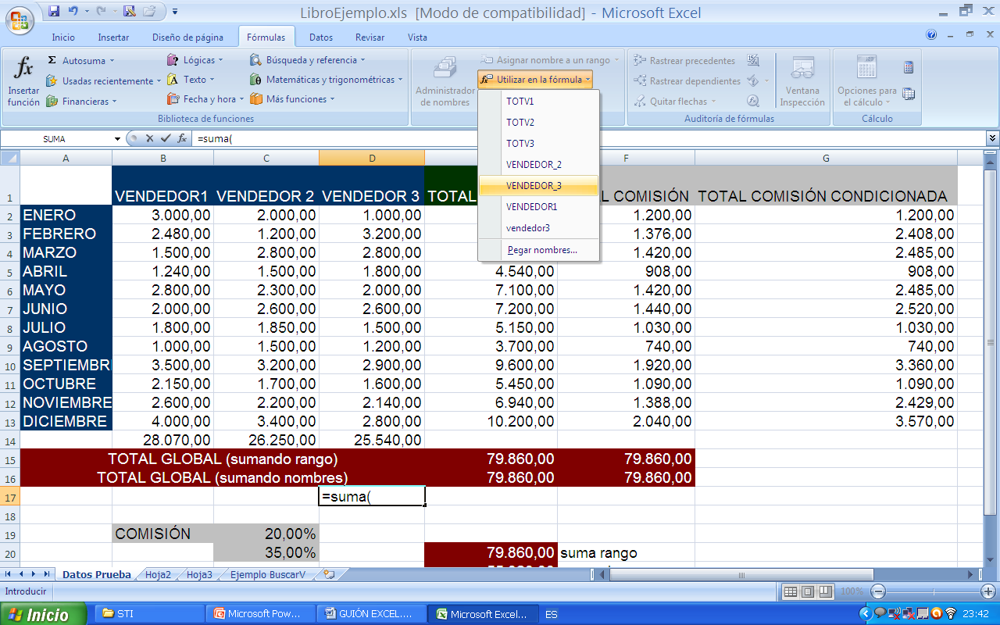 LibroEjemplo.xls [Modo de compatibilidad] - Microsoft Excel
Inicio Insertar Diseño de página Fórmulas Datos Revisar Vista
fx Insertar función
Σ Autosuma
Usadas recientemente
Financieras
Lógicas
Texto
Fecha y hora
Búsqueda y referencia
Matemáticas y trigonométricas
Más funciones
Biblioteca de funciones
Administrador de nombres
Asignar nombre a un rango
Utilizar en la fórmula
TOTV1
TOTV2
TOTV3
VENDEDOR_2
VENDEDOR_3
VENDEDOR1
vendedor3
Pegar nombres...
Rastrear precedentes
Rastrear dependientes
Quitar flechas
Ventana Inspección
Auditoría de fórmulas
Opciones para el cálculo
Cálculo
SUMA fx =suma(
A B C D F G
1 VENDEDOR1 VENDEDOR 2 VENDEDOR 3 TOTAL L COMISIÓN TOTAL COMISIÓN CONDICIONADA
2 ENERO 3.000,00 2.000,00 1.000,00 1.200,00 1.200,00
3 FEBRERO 2.480,00 1.200,00 3.200,00 1.376,00 2.408,00
4 MARZO 1.500,00 2.800,00 2.800,00 1.420,00 2.485,00
5 ABRIL 1.240,00 1.500,00 1.800,00 4.540,00 908,00 908,00
6 MAYO 2.800,00 2.300,00 2.000,00 7.100,00 1.420,00 2.485,00
7 JUNIO 2.000,00 2.600,00 2.600,00 7.200,00 1.440,00 2.520,00
8 JULIO 1.800,00 1.850,00 1.500,00 5.150,00 1.030,00 1.030,00
9 AGOSTO 1.000,00 1.500,00 1.200,00 3.700,00 740,00 740,00
10 SEPTIEMBRE 3.500,00 3.200,00 2.900,00 9.600,00 1.920,00 3.360,00
11 OCTUBRE 2.150,00 1.700,00 1.600,00 5.450,00 1.090,00 1.090,00
12 NOVIEMBRE 2.600,00 2.200,00 2.140,00 6.940,00 1.388,00 2.429,00
13 DICIEMBRE 4.000,00 3.400,00 2.800,00 10.200,00 2.040,00 3.570,00
14 28.070,00 26.250,00 25.540,00
15 TOTAL GLOBAL (sumando rango) 79.860,00 79.860,00
16 TOTAL GLOBAL (sumando nombres) 79.860,00 79.860,00
17 =suma(
18
19 COMISIÓN 20,00%
20 35,00% 79.860,00 suma rango
Datos Prueba Hoja2 Hoja3 Ejemplo BuscarV
Introducir 100%
Inicio STI Microsoft Pow... GUIÓN EXCEL.... Microsoft Excel... ES 23:42